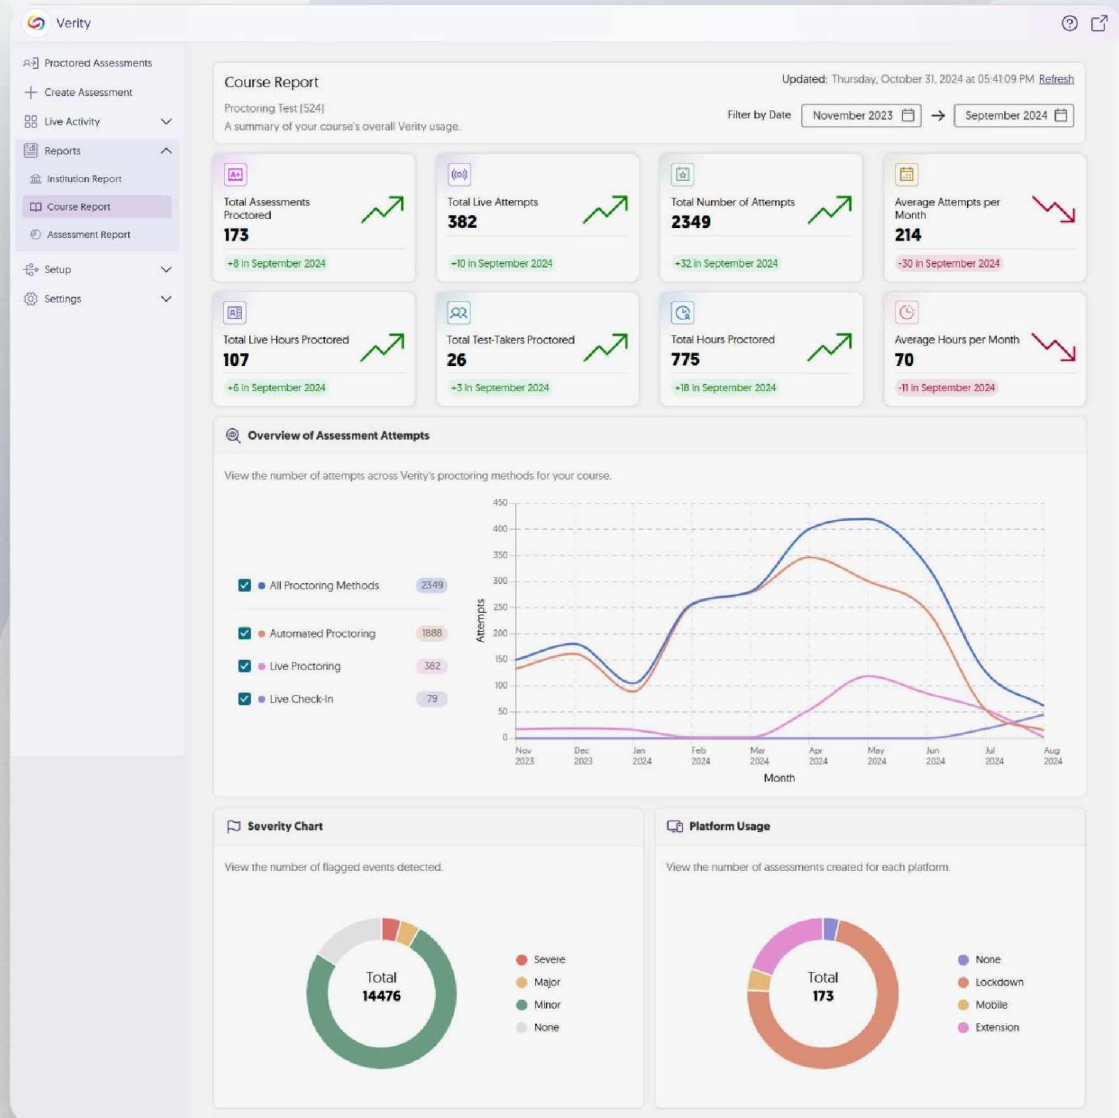 Verity
Proctored Assessments
Create Assessment
Live Activity
Reports
Institution Report
Course Report
Assessment Report
Setup
Settings
Course Report
Updated: Thursday, October 31, 2024 at 05:41:09 PM Refresh
Proctoring Test [S24]
A summary of your course's overall Verity usage.
Filter by Date November 2023 → September 2024
A+
Total Assessments
Proctored
173
+8 in September 2024
Total Live Attempts
382
+10 in September 2024
Total Number of Attempts
2349
+32 in September 2024
Average Attempts per
Month
214
-30 in September 2024
Total Live Hours Proctored
107
+6 in September 2024
Total Test-Takers Proctored
26
+3 in September 2024
Total Hours Proctored
775
+18 in September 2024
Average Hours per Month
70
-11 in September 2024
Overview of Assessment Attempts
View the number of attempts across Verity's proctoring methods for your course.
All Proctoring Methods 2349
Automated Proctoring 1888
Live Proctoring 382
Live Check-In 79
Attempts
450
400
350
300
250
200
150
100
50
0
Nov Dec Jan Feb Mar Apr May Jun Jul Aug
2023 2023 2024 2024 2024 2024 2024 2024 2024 2024
Month
Severity Chart
View the number of flagged events detected.
Total
14476
Severe
Major
Minor
None
Platform Usage
View the number of assessments created for each platform.
Total
173
None
Lockdown
Mobile
Extension